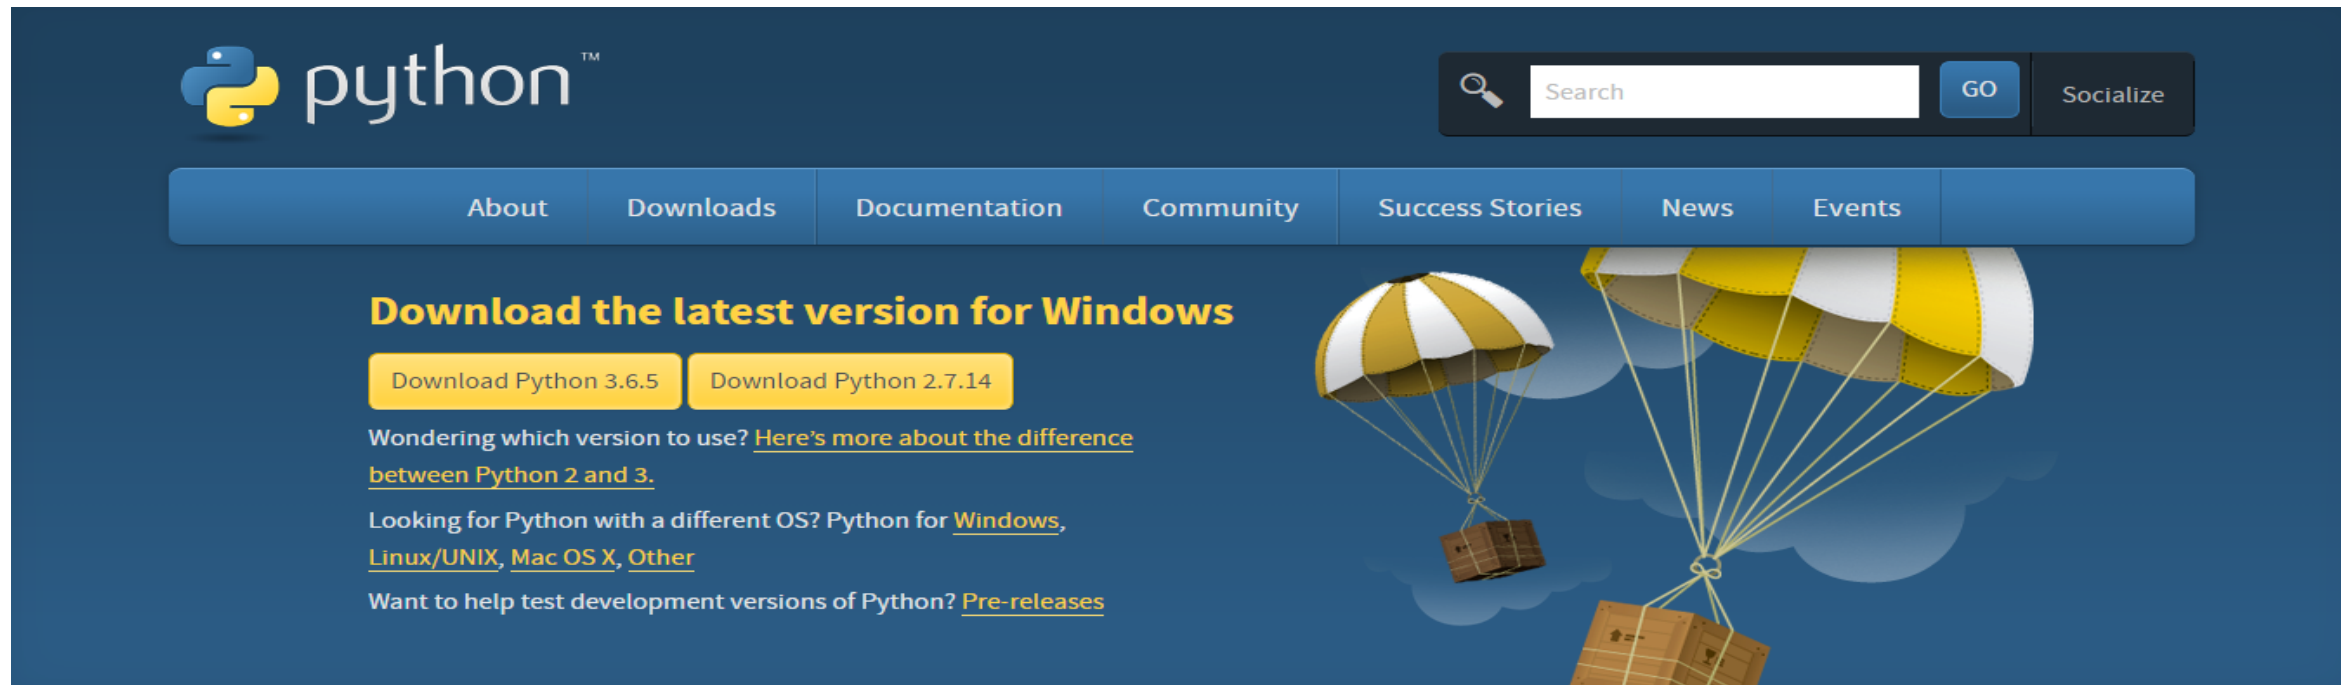 python™
Search
GO
Socialize
About
Downloads
Documentation
Community
Success Stories
News
Events
Download the latest version for Windows
Download Python 3.6.5
Download Python 2.7.14
Wondering which version to use? Here’s more about the difference
between Python 2 and 3.
Looking for Python with a different OS? Python for Windows,
Linux/UNIX, Mac OS X, Other
Want to help test development versions of Python? Pre-releases